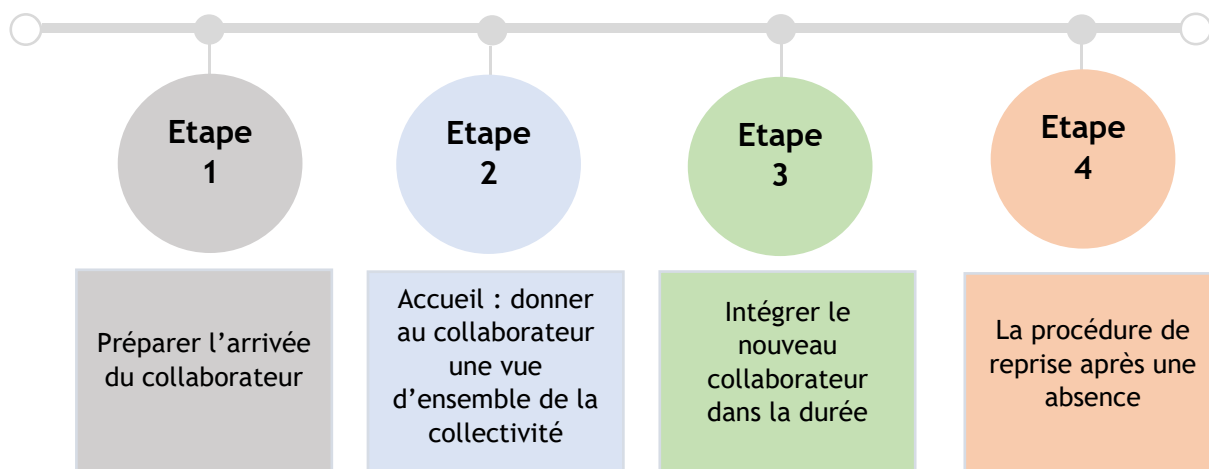 Etape
1
Etape
2
Etape
3
Etape
4
Préparer l’arrivée
du collaborateur
Accueil : donner
au collaborateur
une vue
d’ensemble de la
collectivité
Intégrer le
nouveau
collaborateur
dans la durée
La procédure de
reprise après une
absence